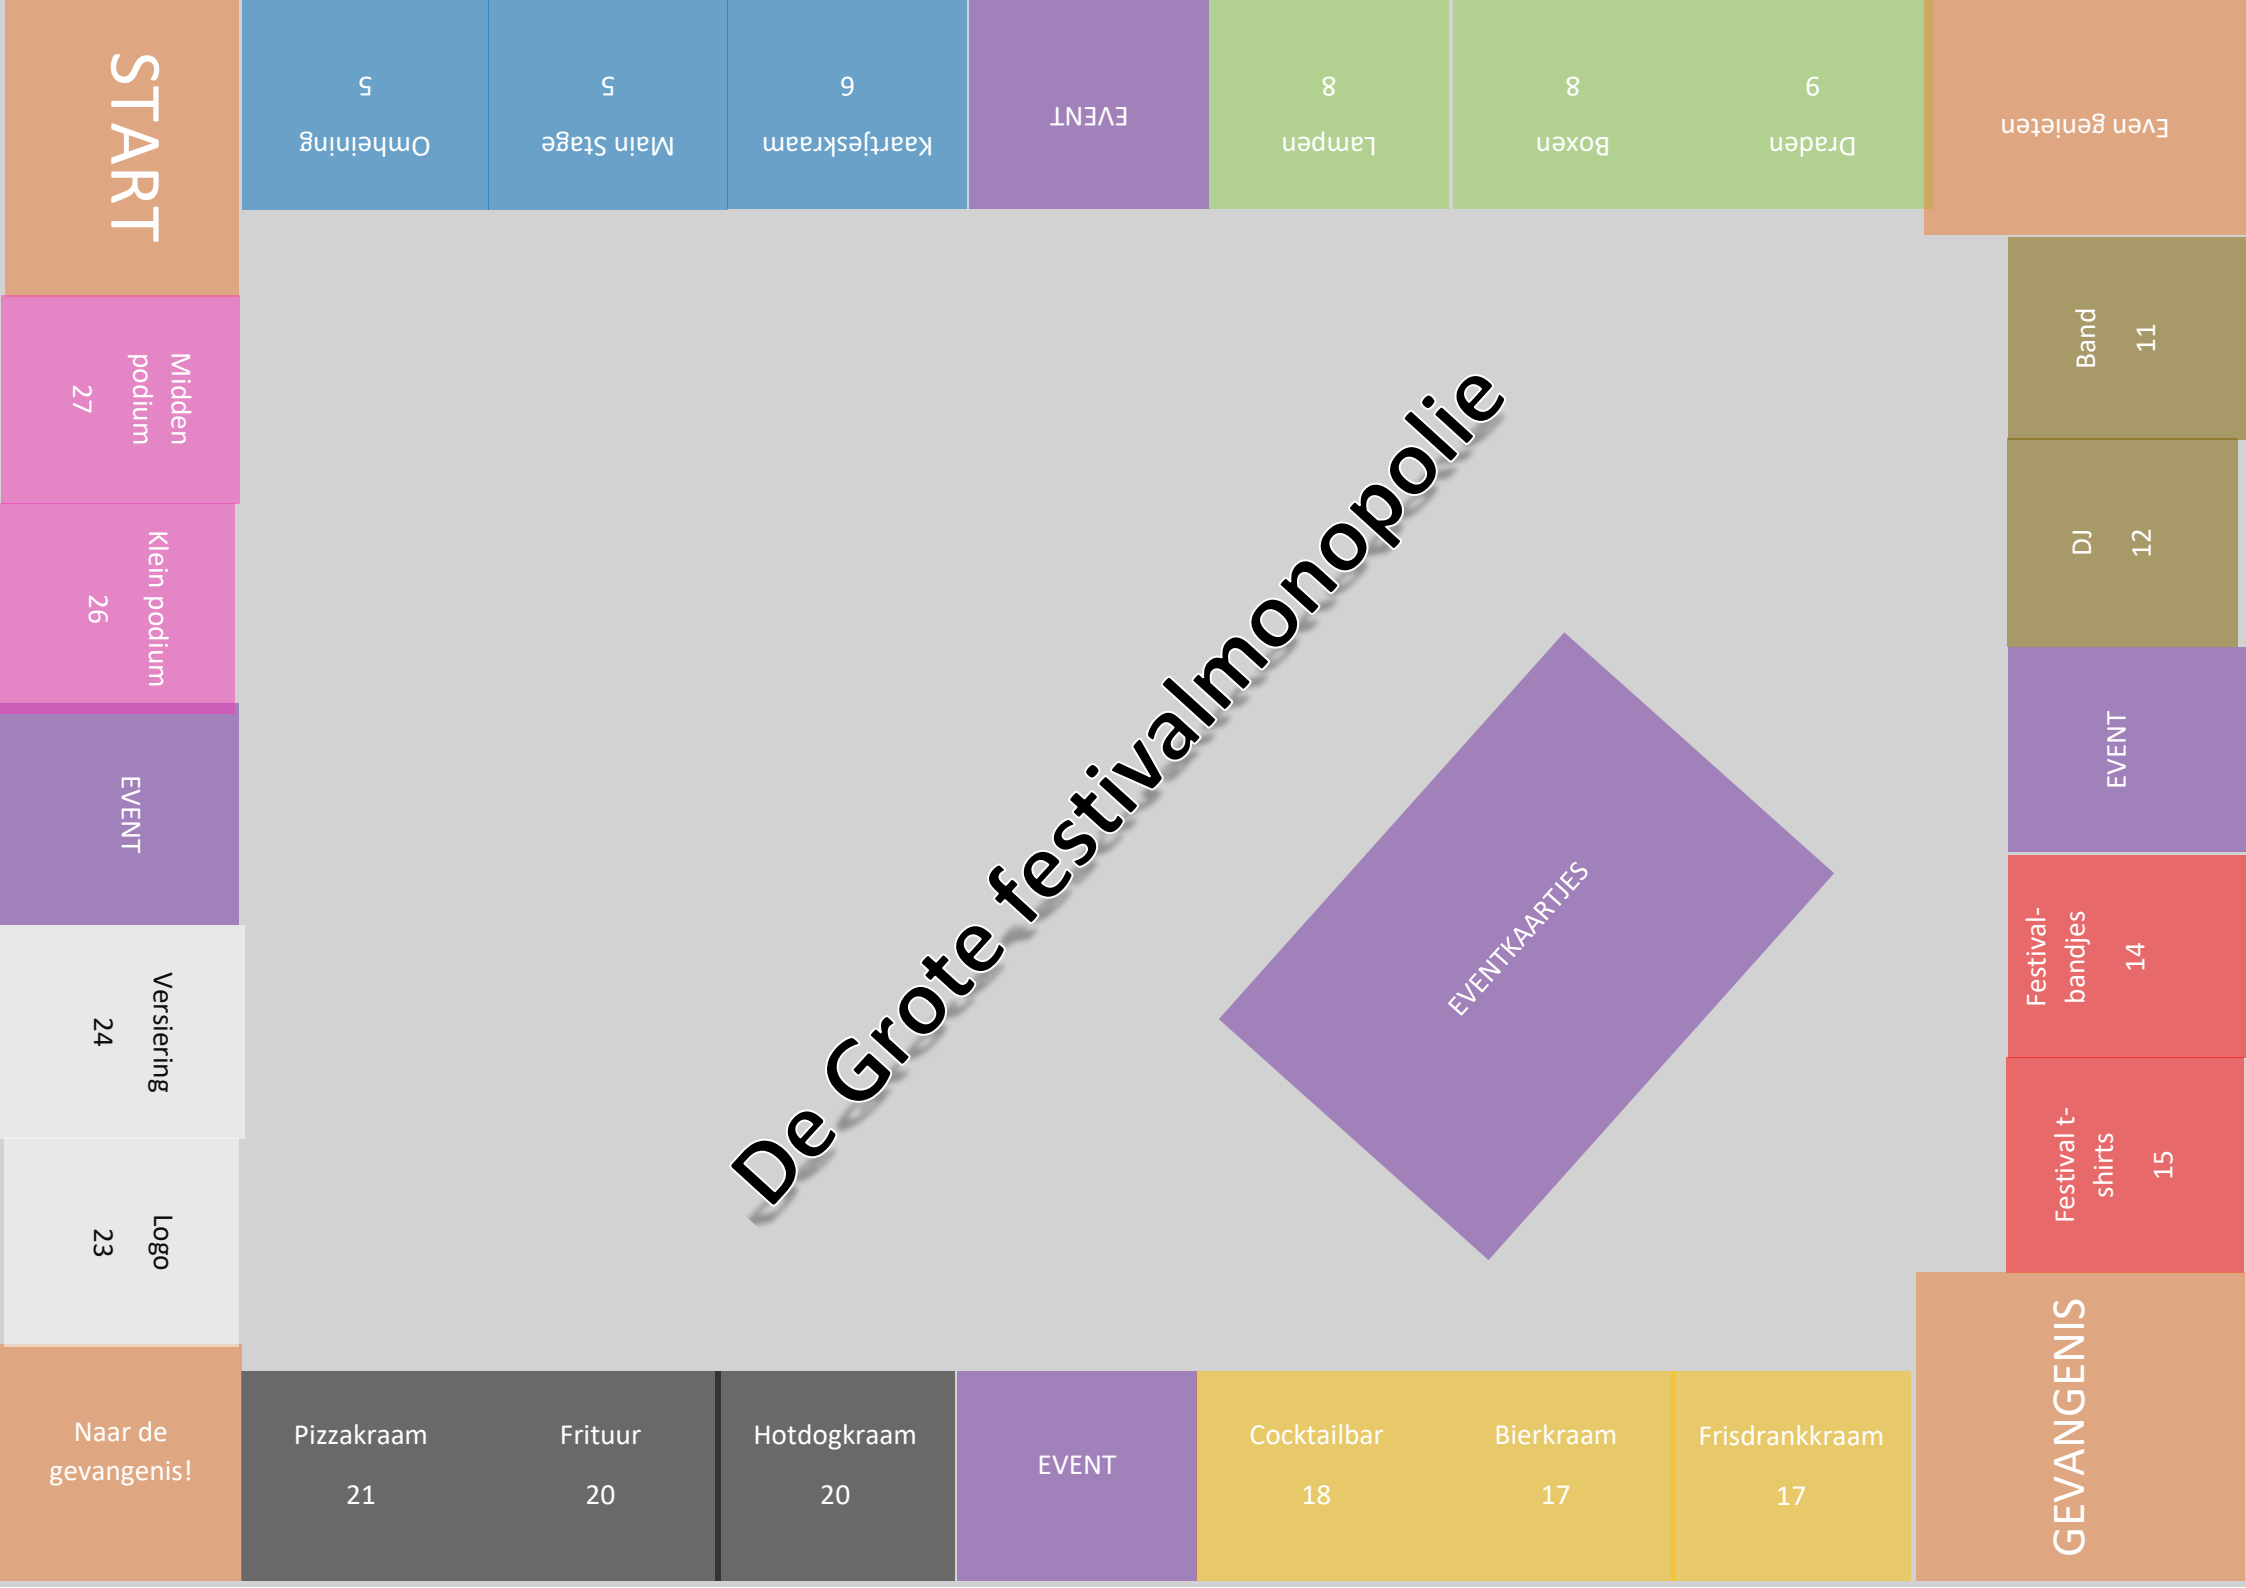 START
Omheining
5
Main Stage
5
Kaartjeskraam
6
EVENT
Lampen
8
Boxen
8
Draden
9
Even genieten
Band
11
DJ
12
EVENT
Festival-
bandjes
14
Festival t-
shirts
15
GEVANGENIS
Frisdrankkraam
17
Bierkraam
17
Cocktailbar
18
EVENT
Hotdogkraam
20
Frituur
20
Pizzakraam
21
Naar de
gevangenis!
Logo
23
Versiering
24
EVENT
Klein podium
26
Midden
podium
27
De Grote festivalmonopolie
EVENTKAARTJES